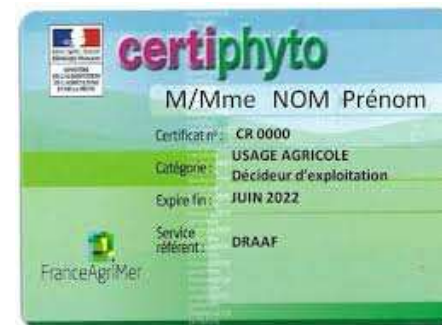 certiphyto
M/Mme NOM Prénom
Certificat n° : CR 0000
Catégorie : USAGE AGRICOLE
Décideur d'exploitation
Expire fin : JUIN 2022
Service
référent : DRAAF
FranceAgriMer